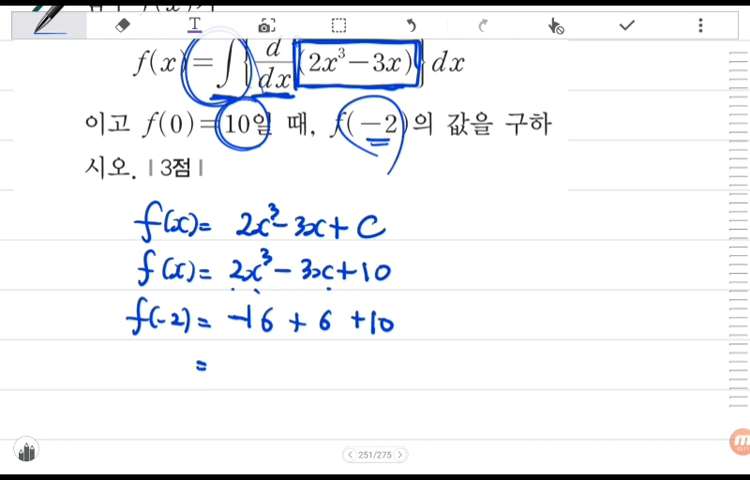 f(x)=∫{d/dx(2x³−3x)}dx
이고 f(0)=10일 때, f(−2)의 값을 구하
시오. | 3점 |
f(x)= 2x³−3x+C
f(x)= 2x³−3x+10
f(-2)= −16 + 6 +10
=
251/275